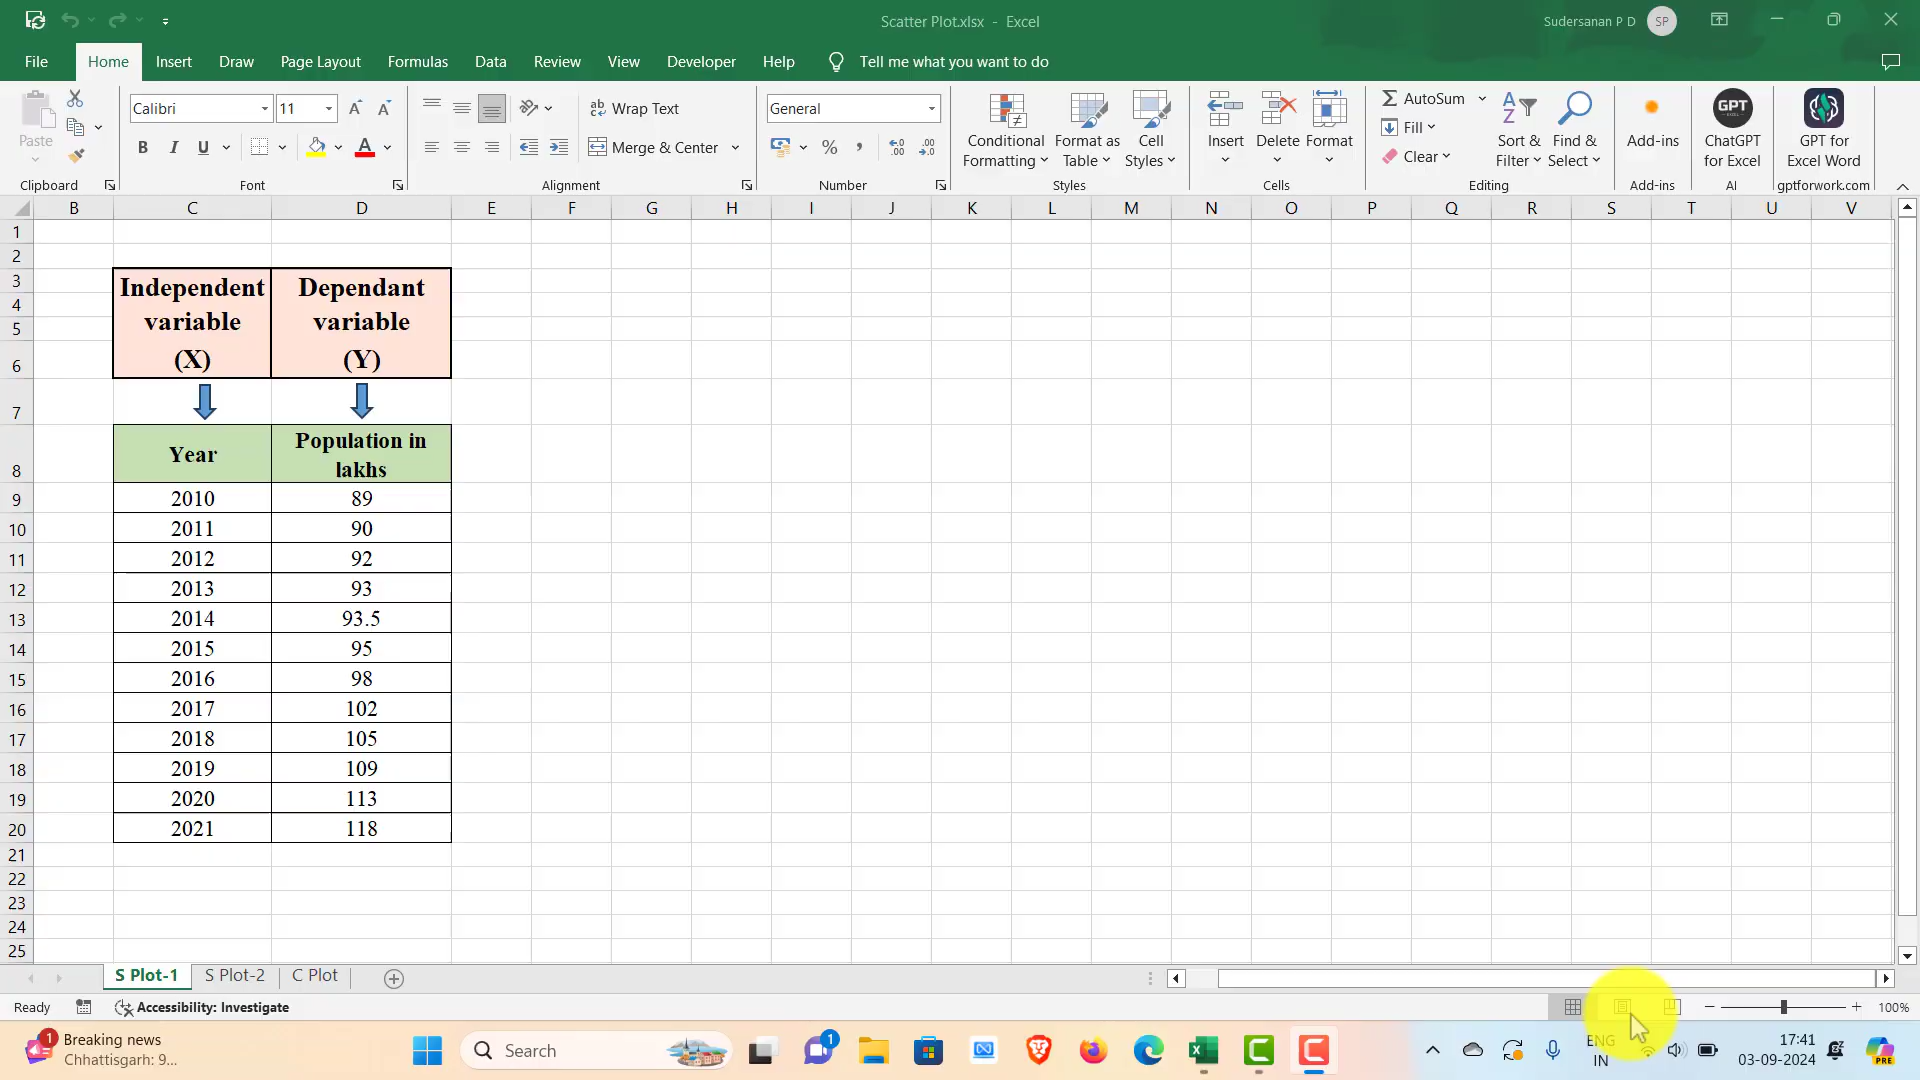 Scatter Plot.xlsx - Excel
Sudersanan P D SP
File Home Insert Draw Page Layout Formulas Data Review View Developer Help Tell me what you want to do
Paste
Clipboard
Calibri 11
B I U A
Font
Wrap Text
Merge & Center
Alignment
General
% ,
Number
Conditional Formatting
Format as Table
Cell Styles
Styles
Insert Delete Format
Cells
AutoSum
Fill
Clear
Sort & Filter
Find & Select
Editing
Add-ins
Add-ins
GPT
ChatGPT for Excel
AI
GPT for Excel Word
gptforwork.com
B C D E F G H I J K L M N O P Q R S T U V
1
2
3
4
5
6
7
8
9
10
11
12
13
14
15
16
17
18
19
20
21
22
23
24
25
Independent variable (X)
Dependant variable (Y)
Year Population in lakhs
2010 89
2011 90
2012 92
2013 93
2014 93.5
2015 95
2016 98
2017 102
2018 105
2019 109
2020 113
2021 118
S Plot-1 S Plot-2 C Plot
Ready Accessibility: Investigate 100%
1 Breaking news
Chhattisgarh: 9...
Search
1
ENG
IN
17:41
03-09-2024
PRE